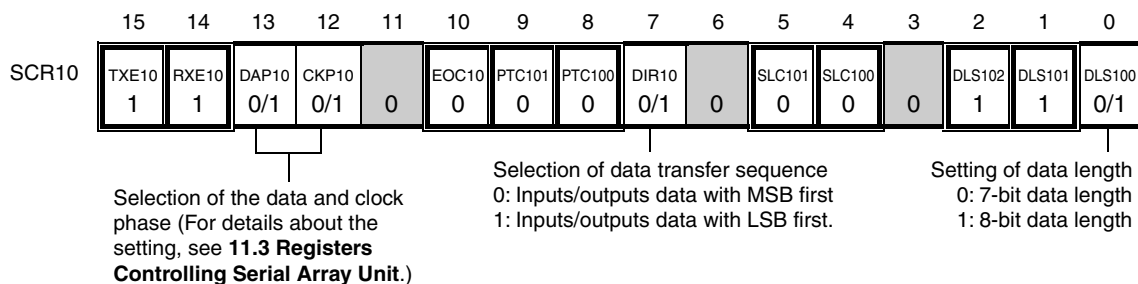 15 14 13 12 11 10 9 8 7 6 5 4 3 2 1 0
SCR10 TXE10 RXE10 DAP10 CKP10 EOC10 PTC101 PTC100 DIR10 SLC101 SLC100 DLS102 DLS101 DLS100
1 1 0/1 0/1 0 0 0 0 0/1 0 0 0 0 1 1 0/1
Selection of the data and clock
phase (For details about the
setting, see 11.3 Registers
Controlling Serial Array Unit.)
Selection of data transfer sequence
0: Inputs/outputs data with MSB first
1: Inputs/outputs data with LSB first.
Setting of data length
0: 7-bit data length
1: 8-bit data length